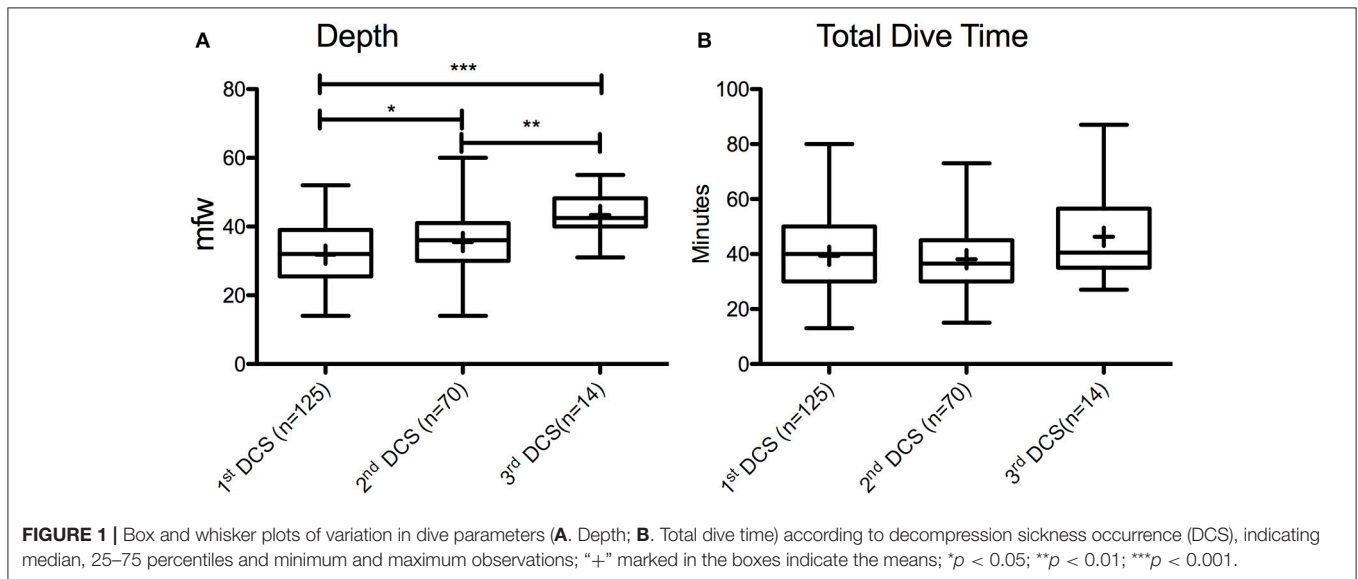 A Depth
***
*
**
80
60
40
20
0
mfw
1st DCS (n=125)
2nd DCS (n=70)
3rd DCS(n=14)
B Total Dive Time
100
80
60
40
20
0
Minutes
1st DCS (n=125)
2nd DCS (n=70)
3rd DCS(n=14)
FIGURE 1 | Box and whisker plots of variation in dive parameters (A. Depth; B. Total dive time) according to decompression sickness occurrence (DCS), indicating
median, 25–75 percentiles and minimum and maximum observations; “+” marked in the boxes indicate the means; *p < 0.05; **p < 0.01; ***p < 0.001.